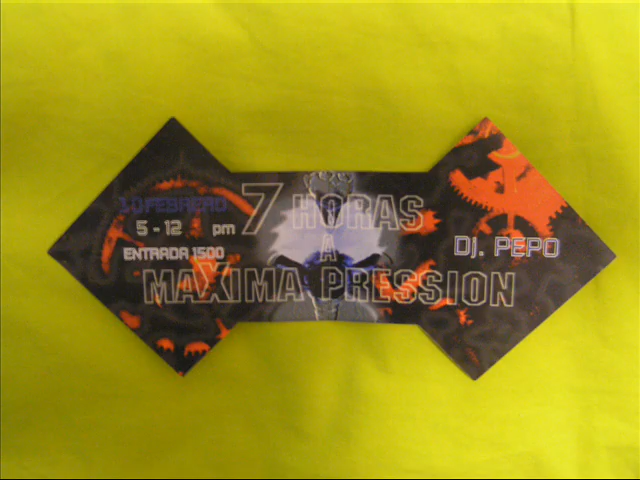 10 FEBRERO
5 - 12 pm
ENTRADA 1500
7 HORAS
A
MAXIMA PRESSION
Dj. PEPO